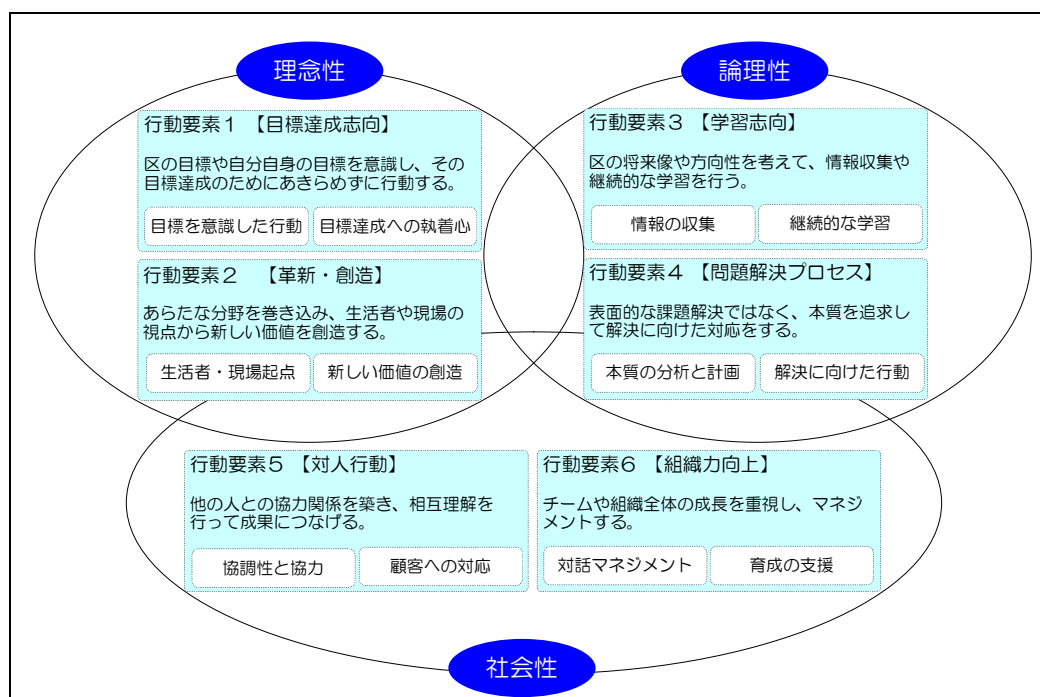 理念性
行動要素１ 【目標達成志向】
区の目標や自分自身の目標を意識し、その
目標達成のためにあきらめずに行動する。
目標を意識した行動
目標達成への執着心
行動要素２ 【革新・創造】
あらたな分野を巻き込み、生活者や現場の
視点から新しい価値を創造する。
生活者・現場起点
新しい価値の創造
論理性
行動要素３ 【学習志向】
区の将来像や方向性を考えて、情報収集や
継続的な学習を行う。
情報の収集
継続的な学習
行動要素４ 【問題解決プロセス】
表面的な課題解決ではなく、本質を追求し
て解決に向けた対応をする。
本質の分析と計画
解決に向けた行動
行動要素５ 【対人行動】
他の人との協力関係を築き、相互理解を
行って成果につなげる。
協調性と協力
顧客への対応
行動要素６ 【組織力向上】
チームや組織全体の成長を重視し、マネジ
メントする。
対話マネジメント
育成の支援
社会性